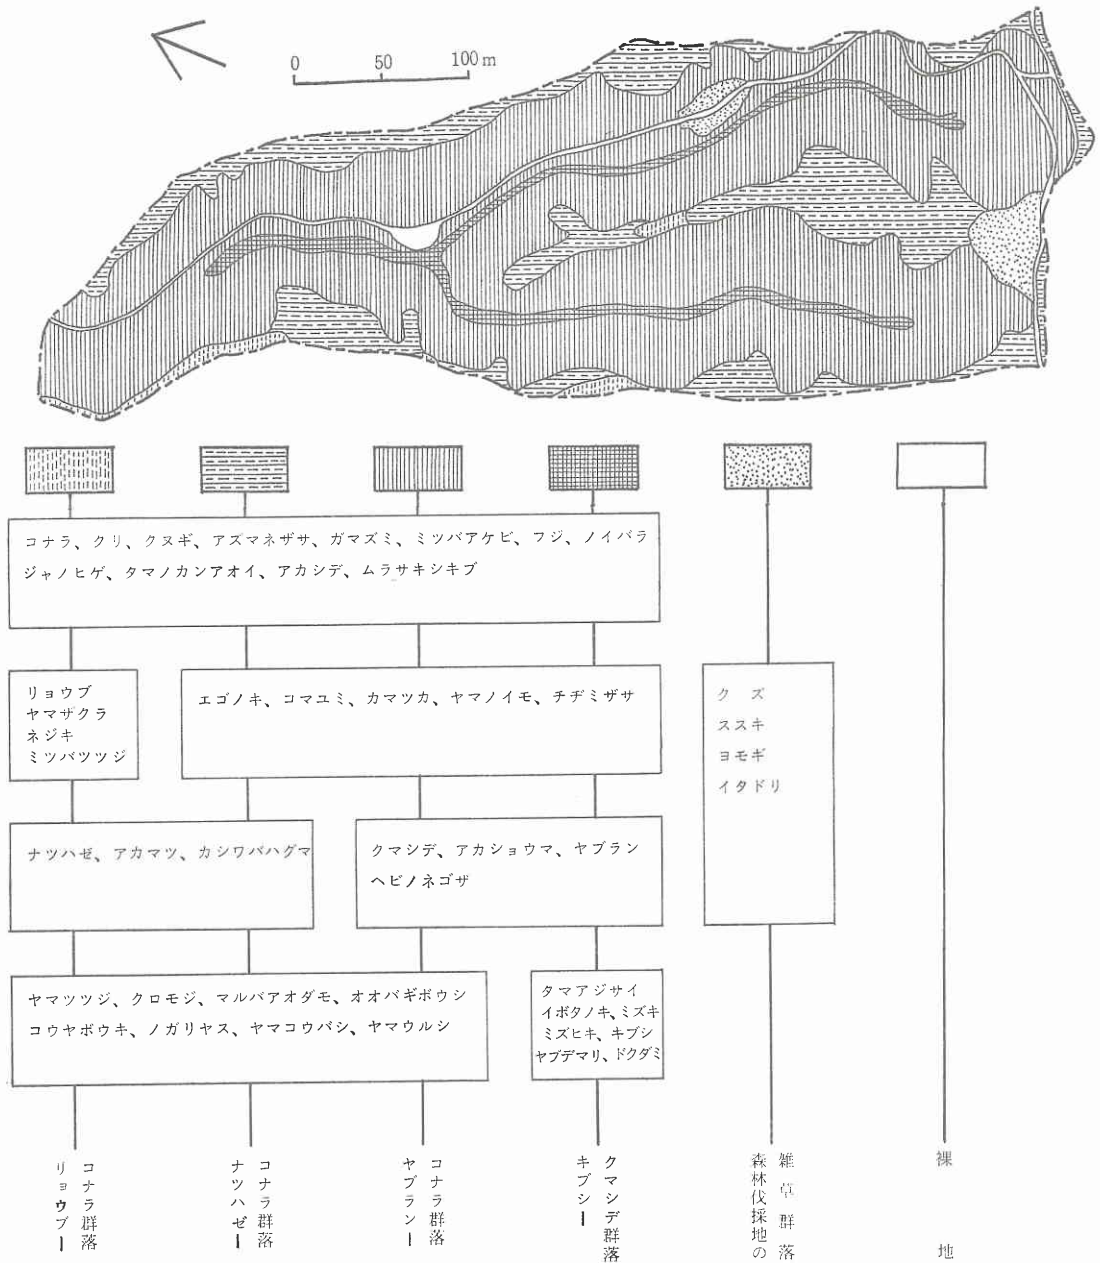 0 50 100m
コナラ、クリ、クヌギ、アズマネザサ、ガマズミ、ミツバアケビ、フジ、ノイバラ
ジャノヒゲ、タマノカンアオイ、アカシデ、ムラサキシキブ
リョウブ
ヤマザクラ
ネジキ
ミツバツツジ
エゴノキ、コマユミ、カマツカ、ヤマノイモ、チヂミザサ
クズ
ススキ
ヨモギ
イタドリ
ナツハゼ、アカマツ、カシワバハグマ
クマシデ、アカショウマ、ヤブラン
ヘビノネゴザ
ヤマツツジ、クロモジ、マルバアオダモ、オオバギボウシ
コウヤボウキ、ノガリヤス、ヤマコウバシ、ヤマウルシ
タマアジサイ
イボタノキ、ミズキ
ミズヒキ、キブシ
ヤブデマリ、ドクダミ
リョウブー
コナラ群落
ナツハゼー
コナラ群落
ヤブランー
コナラ群落
キブシー
クマシデ群落
森林伐採地の
雑草群落
裸地